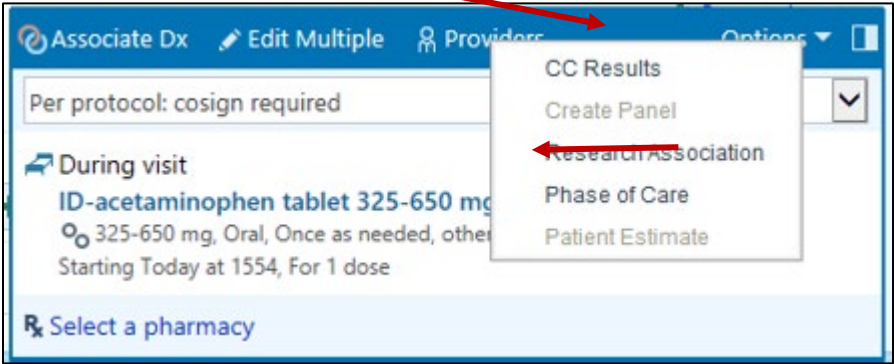 Associate Dx Edit Multiple Providers Options
CC Results
Per protocol: cosign required
Create Panel
Research Association
During visit
Phase of Care
ID-acetaminophen tablet 325-650 mg
325-650 mg, Oral, Once as needed, other
Patient Estimate
Starting Today at 1554, For 1 dose
Rx Select a pharmacy